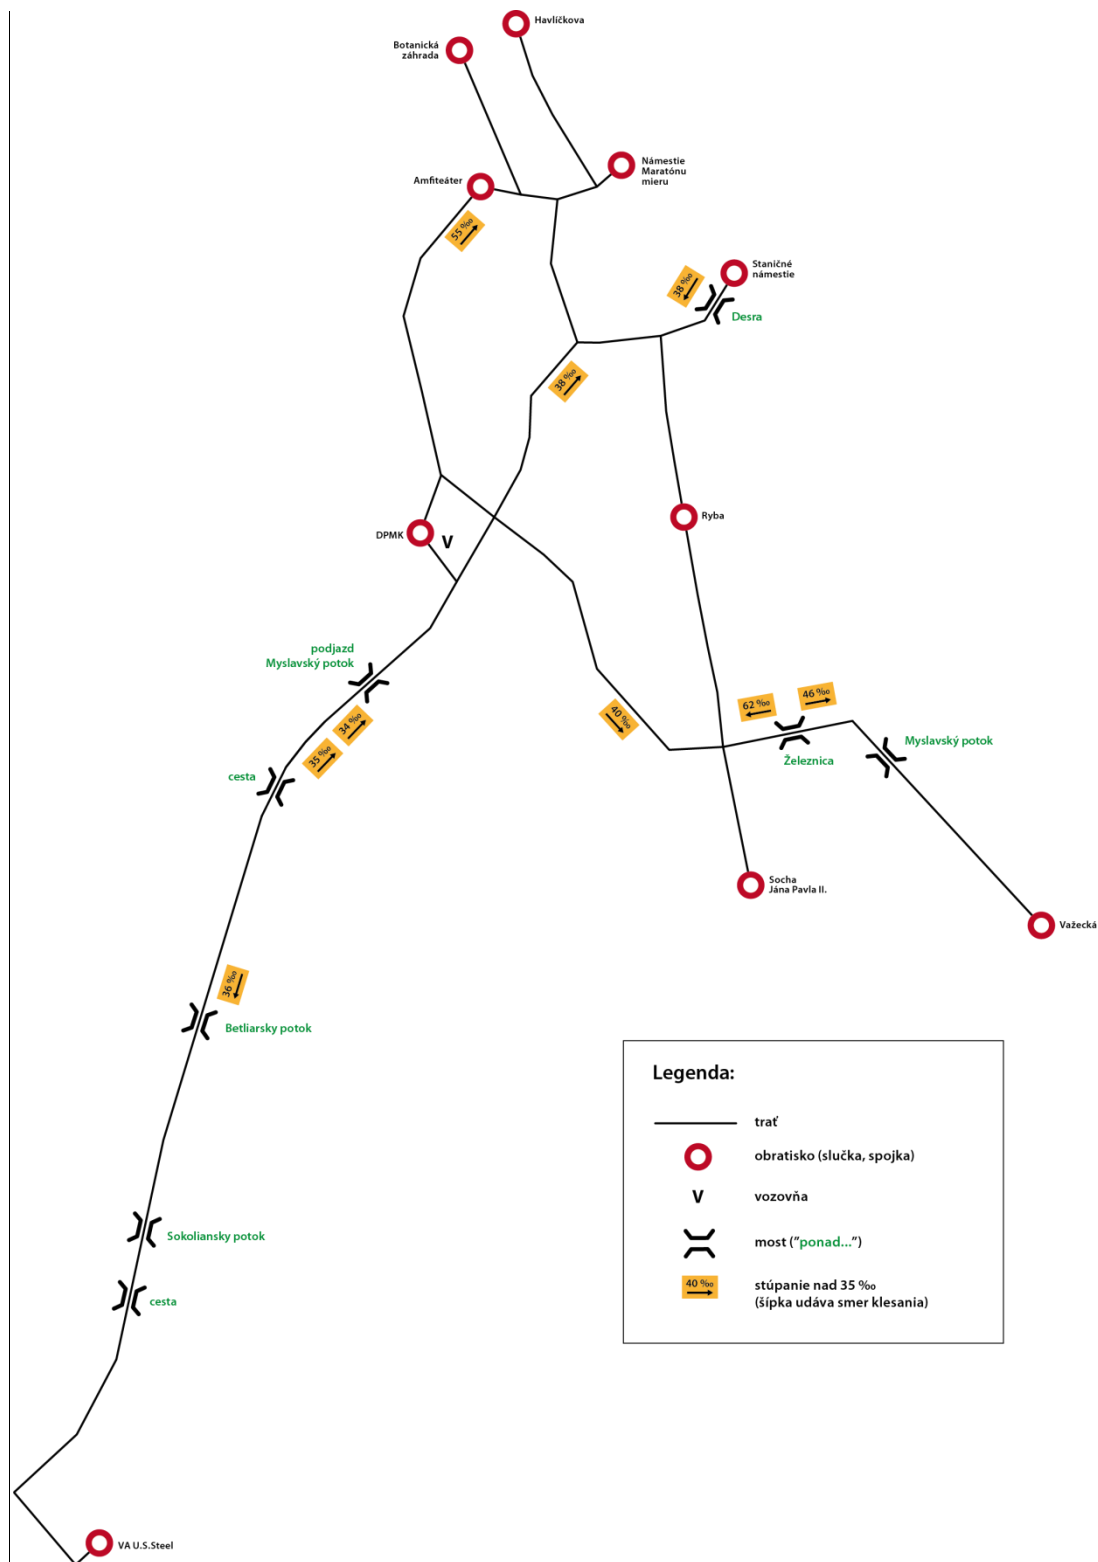 Havlíčkova
Botanická
záhrada
Námestie
Maratónu
mieru
Amfiteáter
55 ‰
Staničné
námestie
38 ‰
Desra
38 ‰
Ryba
DPMK
V
podjazd
Myslavský potok
34 ‰
35 ‰
cesta
40 ‰
62 ‰
46 ‰
Myslavský potok
Železnica
Socha
Jána Pavla II.
Važecká
36 ‰
Betliarsky potok
Sokoliansky potok
cesta
VA U.S.Steel
Legenda:
trať
obratisko (slučka, spojka)
V
vozovňa
most ("ponad...")
40 ‰
stúpanie nad 35 ‰
(šípka udáva smer klesania)